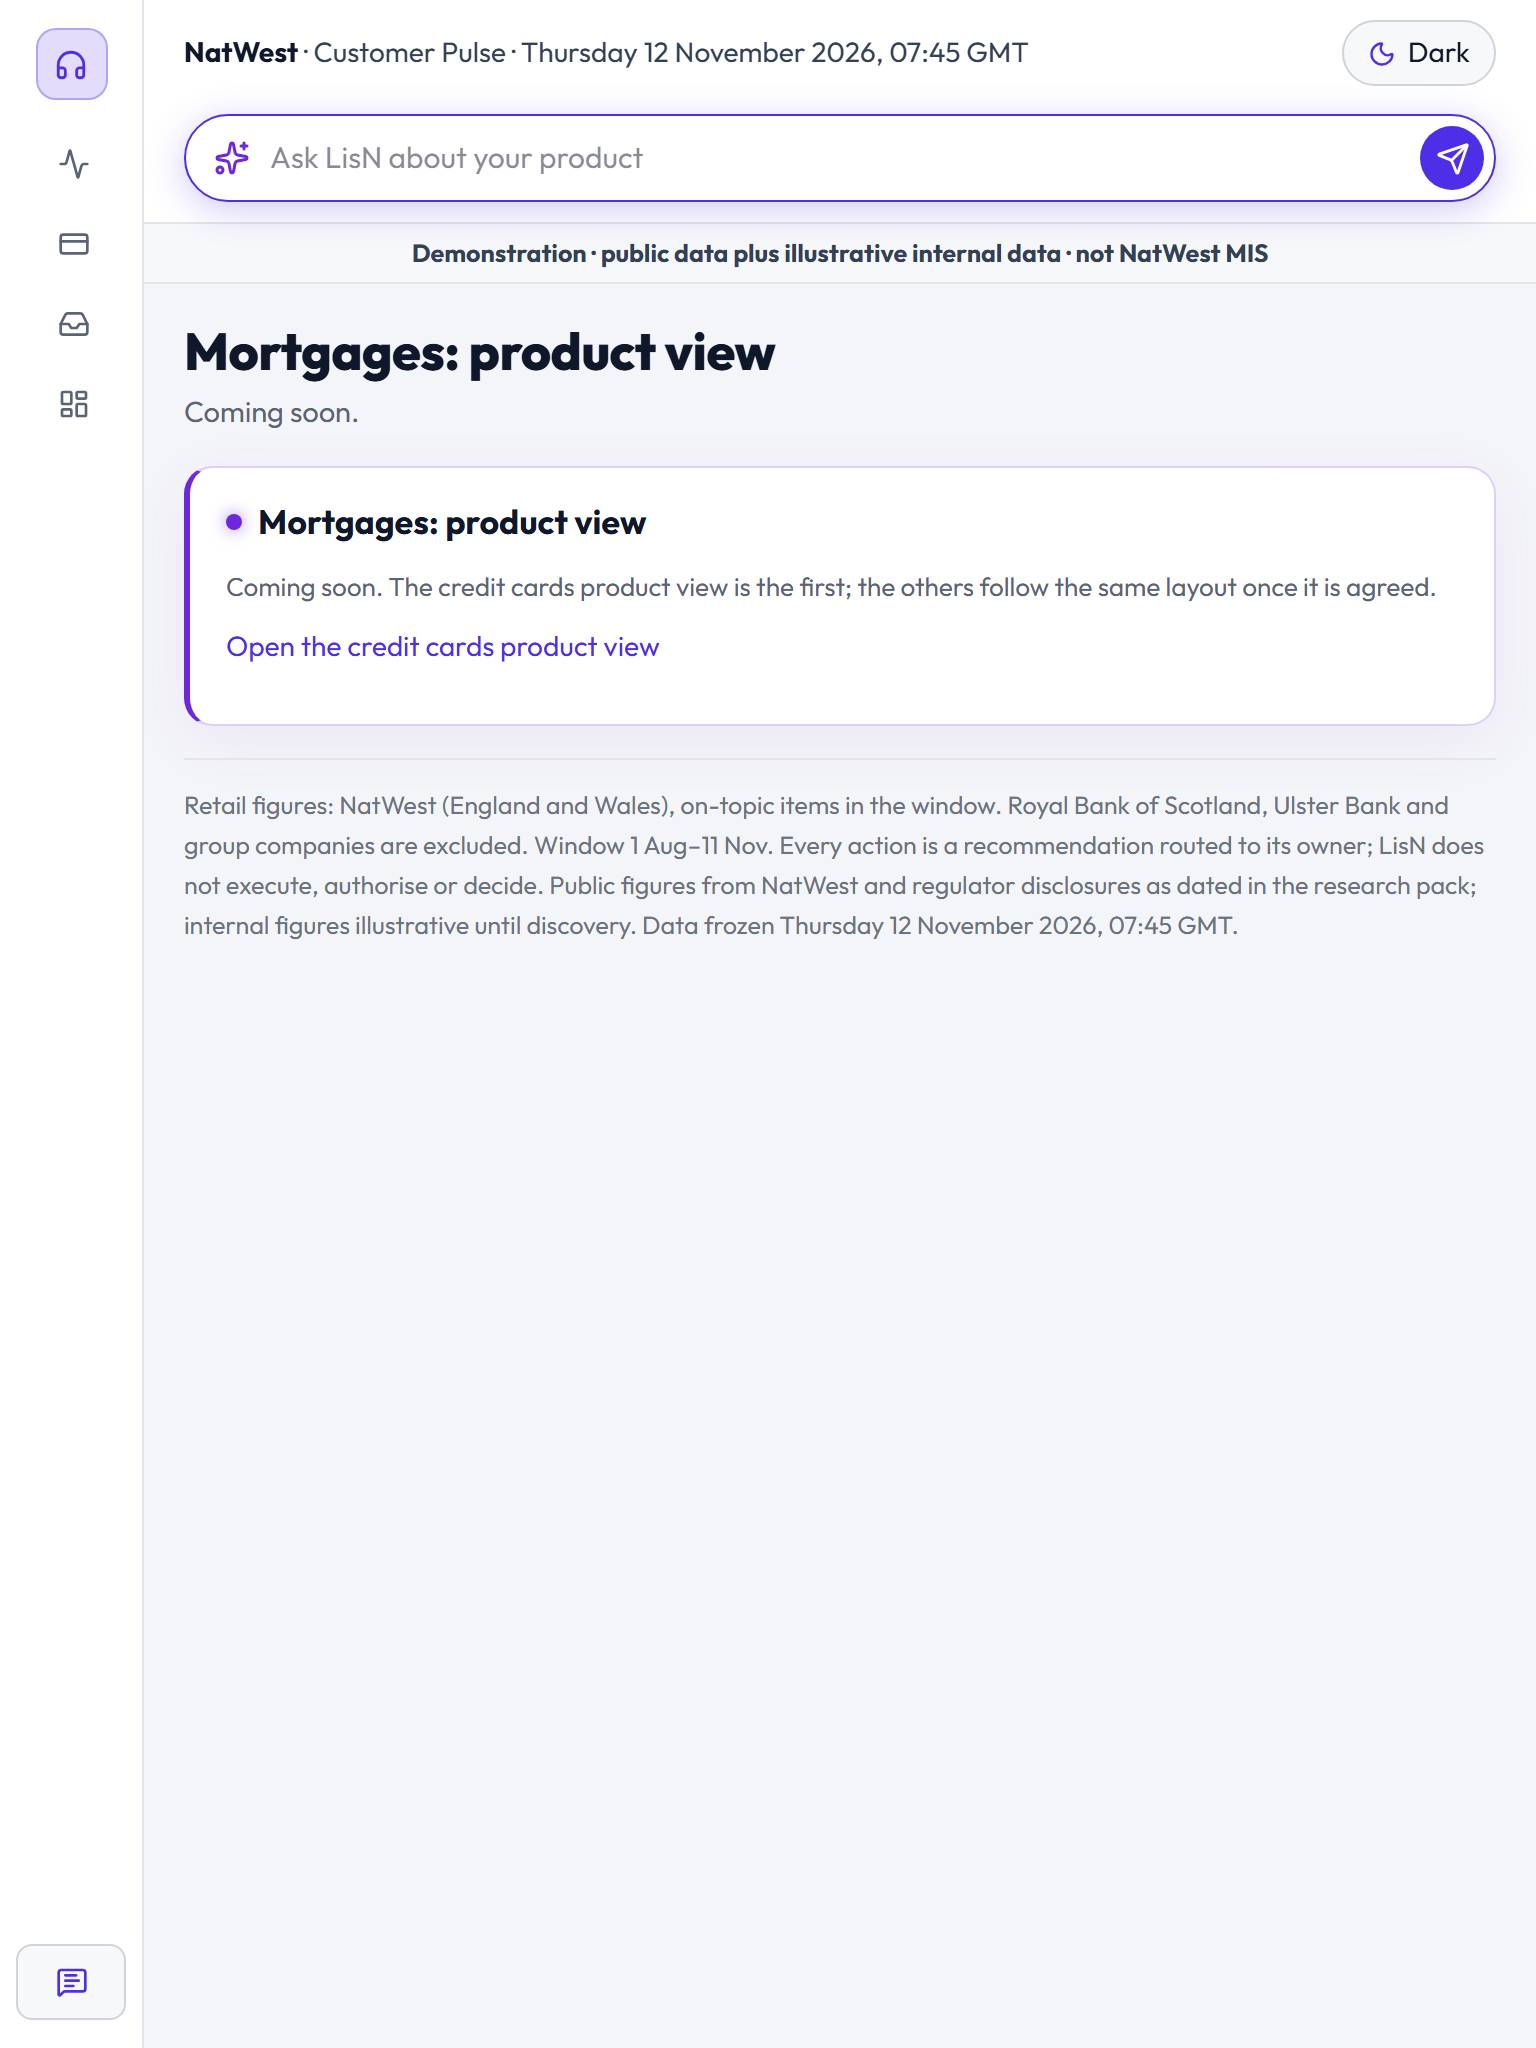 NatWest · Customer Pulse · Thursday 12 November 2026, 07:45 GMT
Dark
Ask LisN about your product
Demonstration · public data plus illustrative internal data · not NatWest MIS
Mortgages: product view
Coming soon.
Mortgages: product view
Coming soon. The credit cards product view is the first; the others follow the same layout once it is agreed.
Open the credit cards product view
Retail figures: NatWest (England and Wales), on-topic items in the window. Royal Bank of Scotland, Ulster Bank and
group companies are excluded. Window 1 Aug–11 Nov. Every action is a recommendation routed to its owner; LisN does
not execute, authorise or decide. Public figures from NatWest and regulator disclosures as dated in the research pack;
internal figures illustrative until discovery. Data frozen Thursday 12 November 2026, 07:45 GMT.